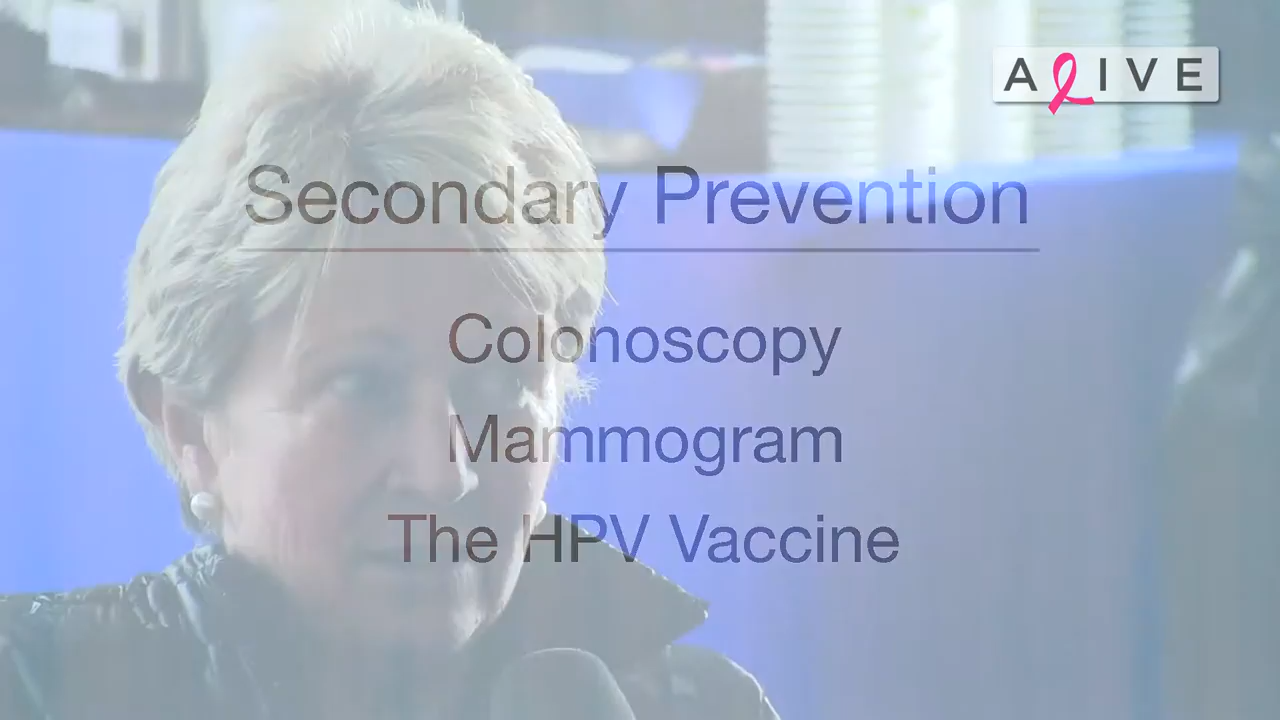 ALIVE
Secondary Prevention
Colonoscopy
Mammogram
The HPV Vaccine